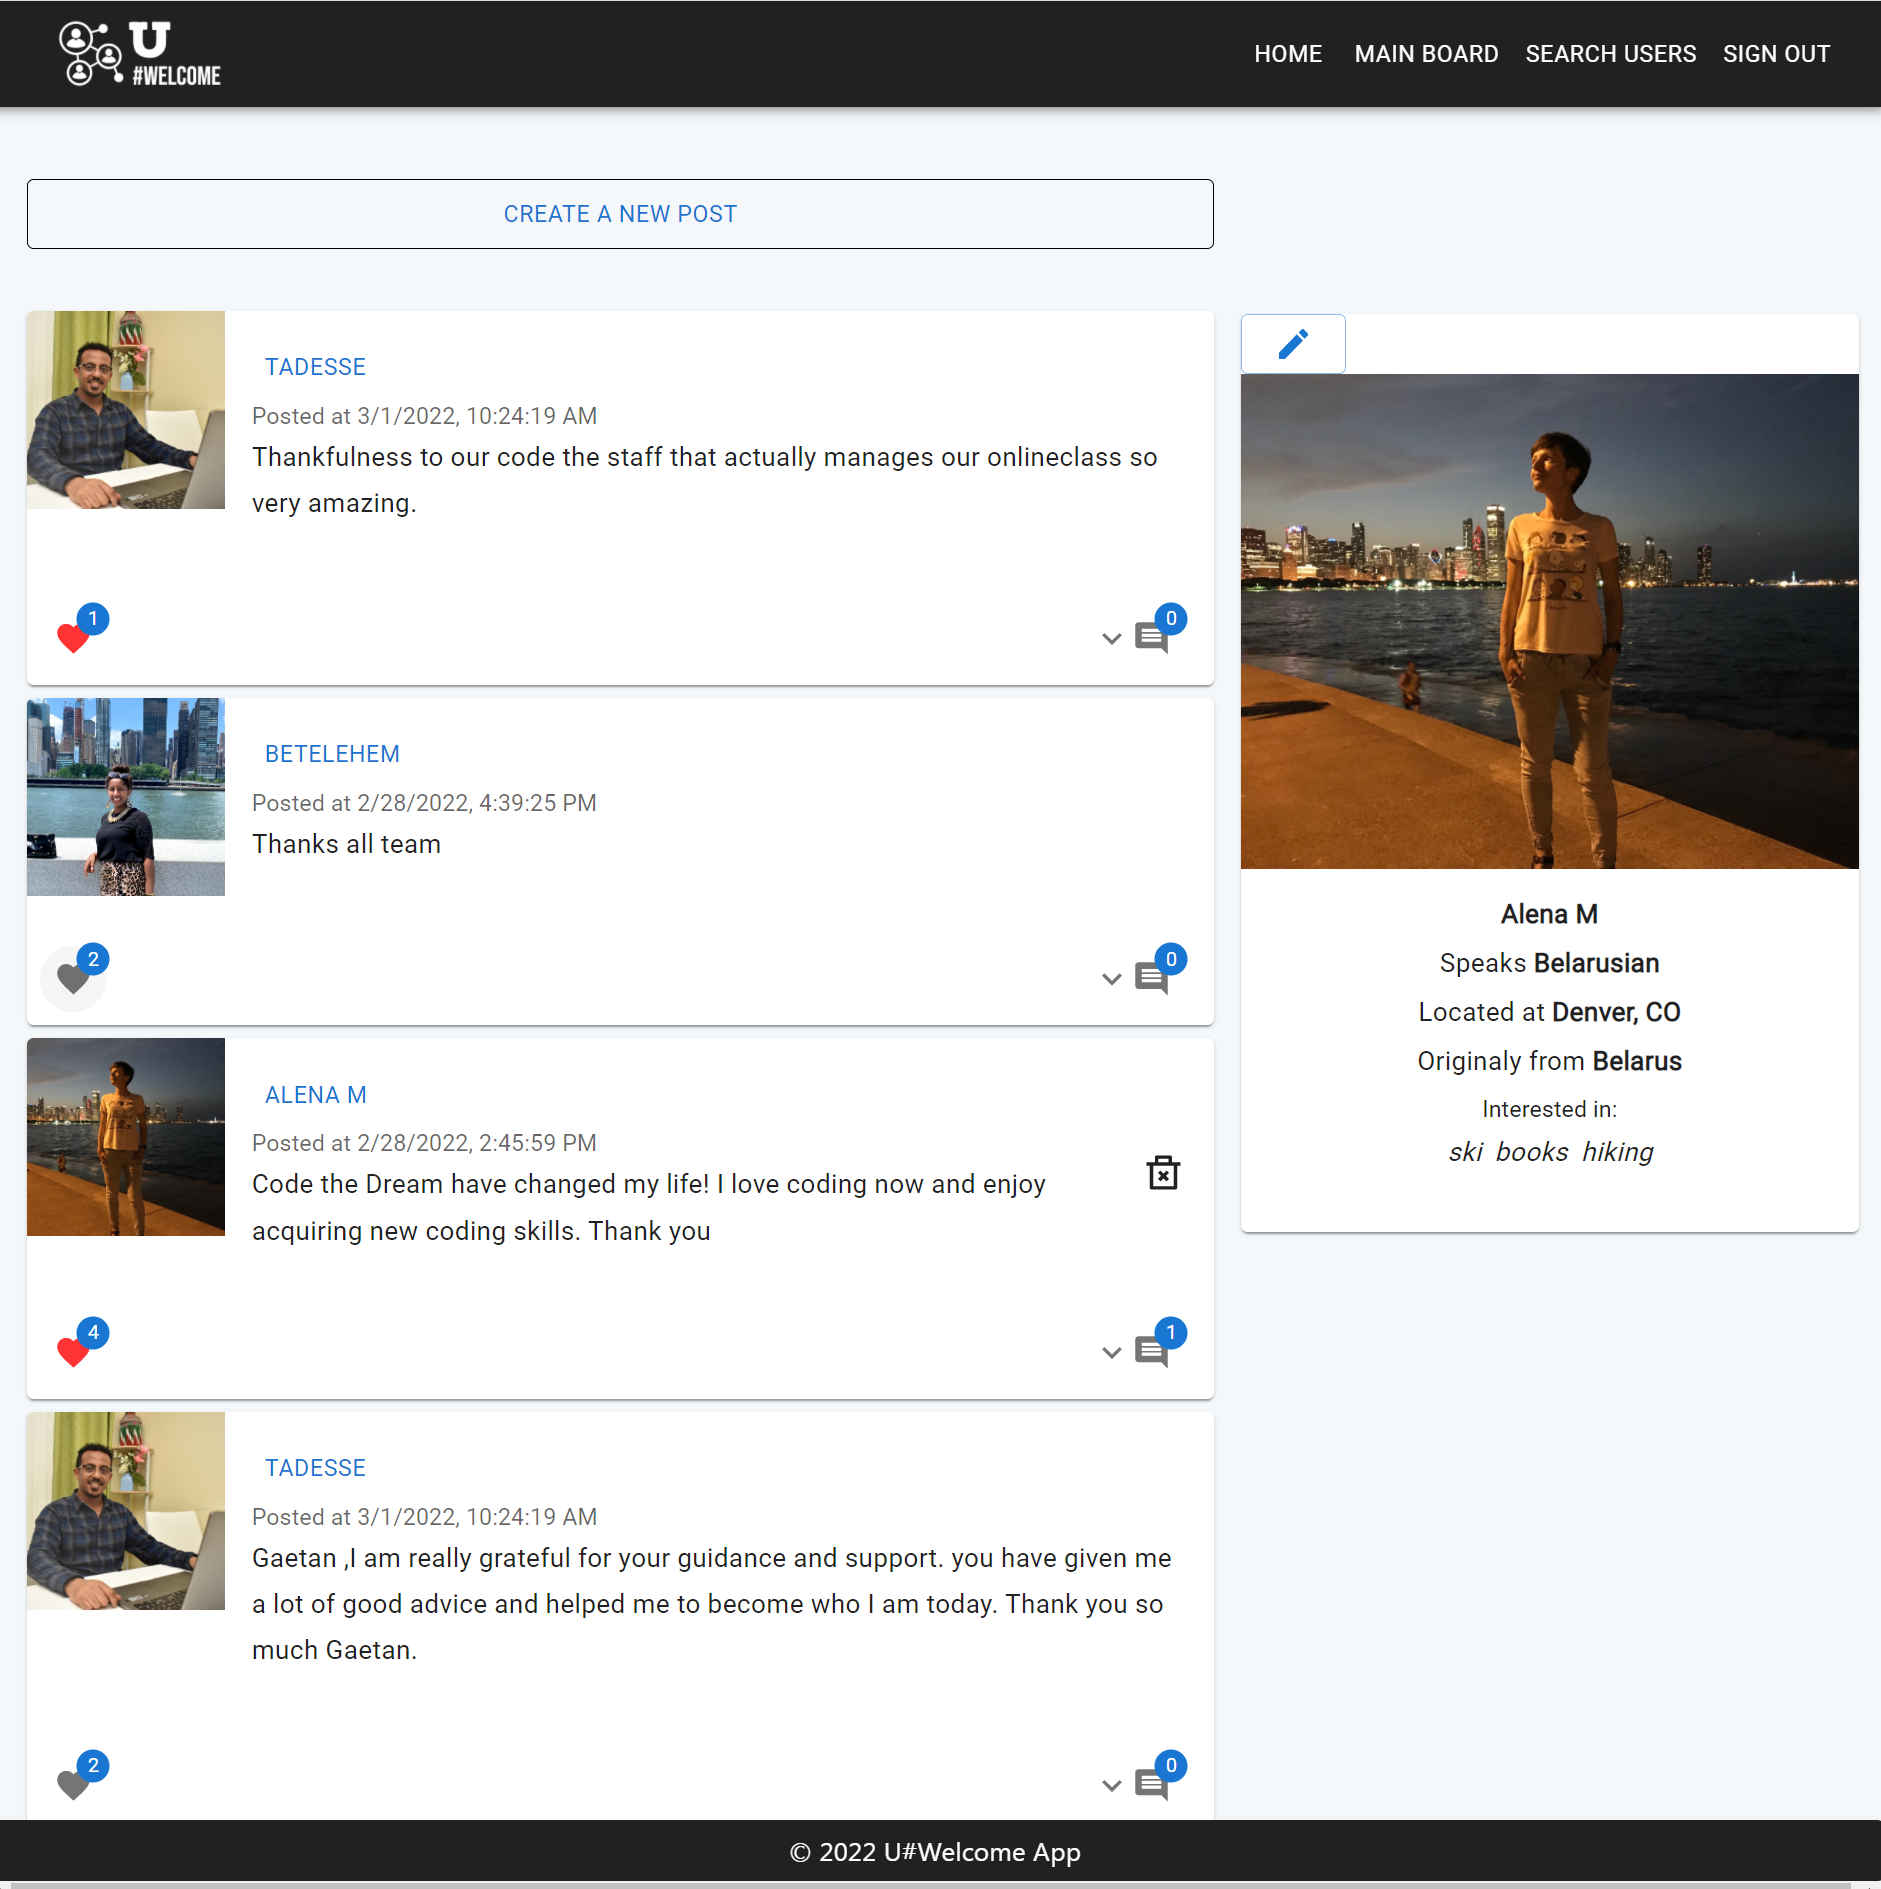 U
#WELCOME
HOME MAIN BOARD SEARCH USERS SIGN OUT
CREATE A NEW POST
TADESSE
Posted at 3/1/2022, 10:24:19 AM
Thankfulness to our code the staff that actually manages our onlineclass so
very amazing.
1
0
BETELEHEM
Posted at 2/28/2022, 4:39:25 PM
Thanks all team
2
0
ALENA M
Posted at 2/28/2022, 2:45:59 PM
Code the Dream have changed my life! I love coding now and enjoy
acquiring new coding skills. Thank you
4
1
TADESSE
Posted at 3/1/2022, 10:24:19 AM
Gaetan ,I am really grateful for your guidance and support. you have given me
a lot of good advice and helped me to become who I am today. Thank you so
much Gaetan.
2
0
Alena M
Speaks Belarusian
Located at Denver, CO
Originaly from Belarus
Interested in:
ski books hiking
© 2022 U#Welcome App